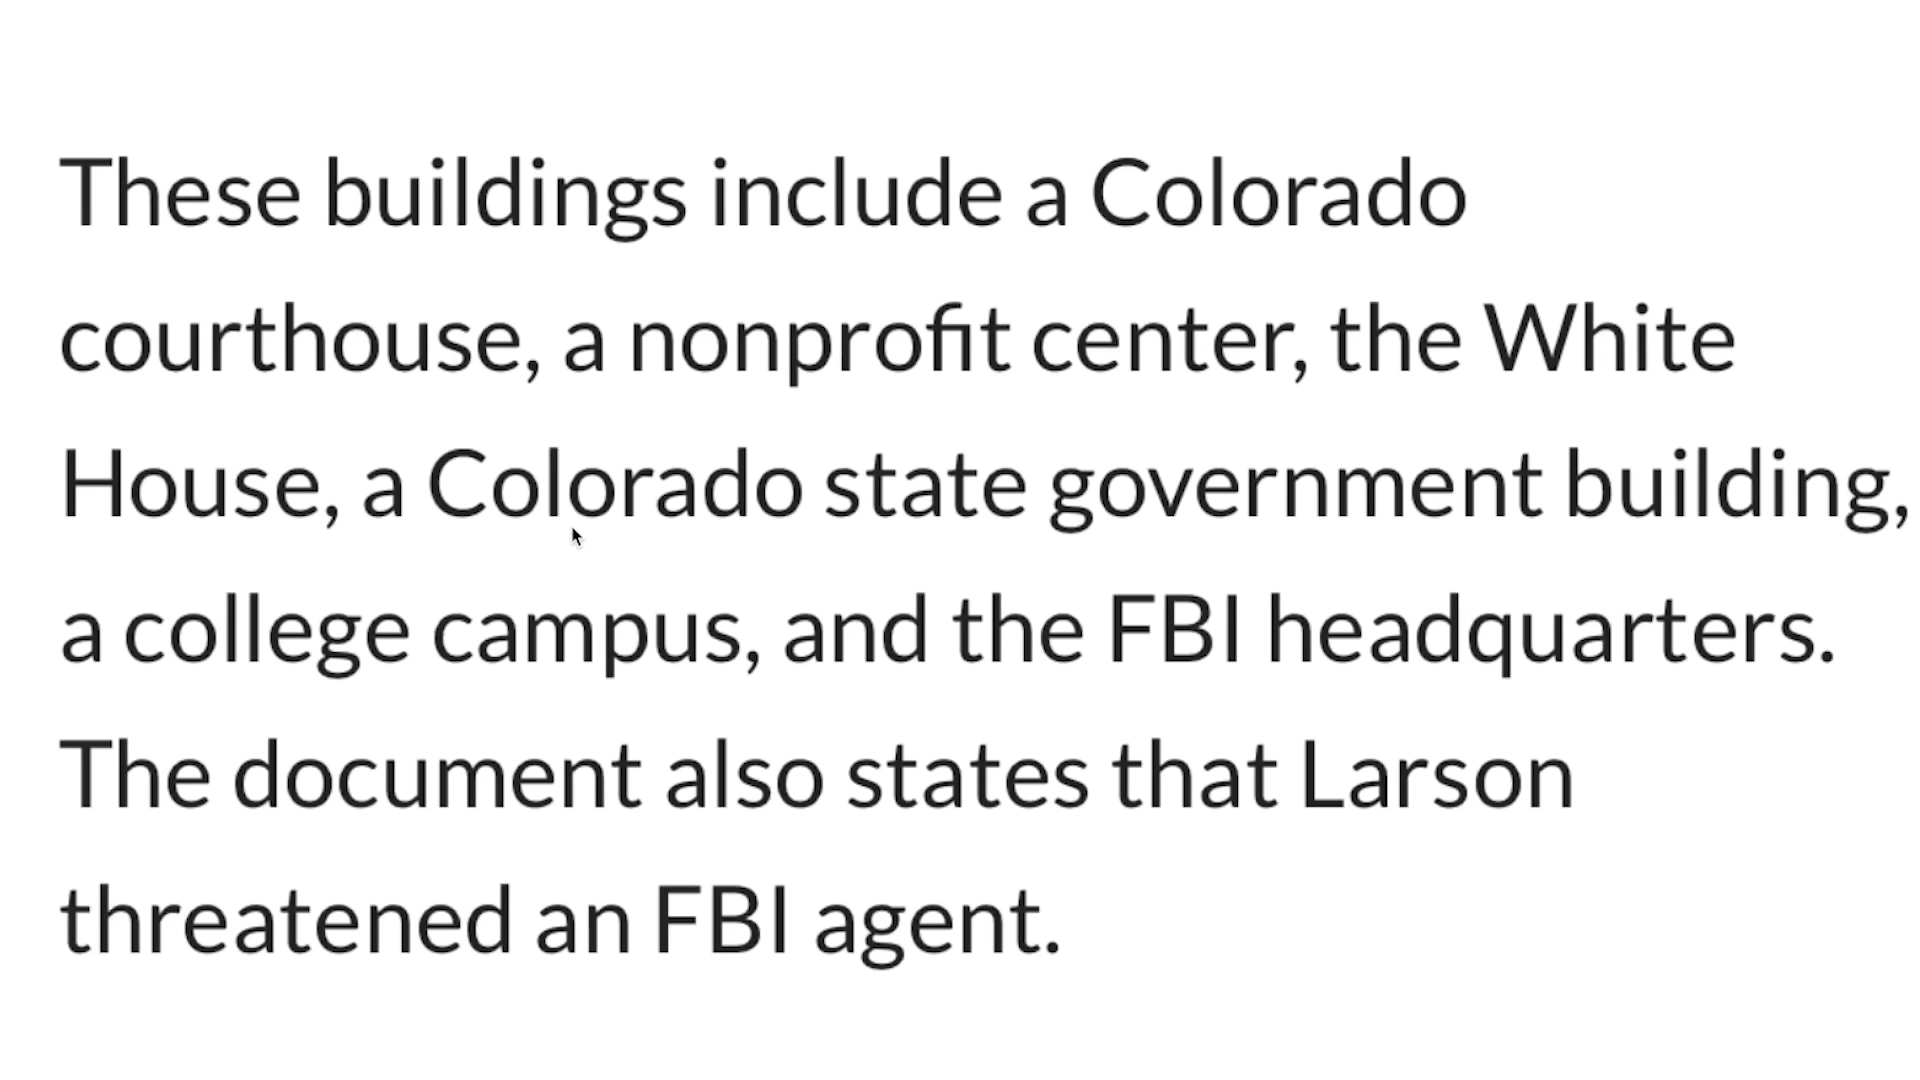 These buildings include a Colorado
courthouse, a nonprofit center, the White
House, a Colorado state government building,
a college campus, and the FBI headquarters.
The document also states that Larson
threatened an FBI agent.